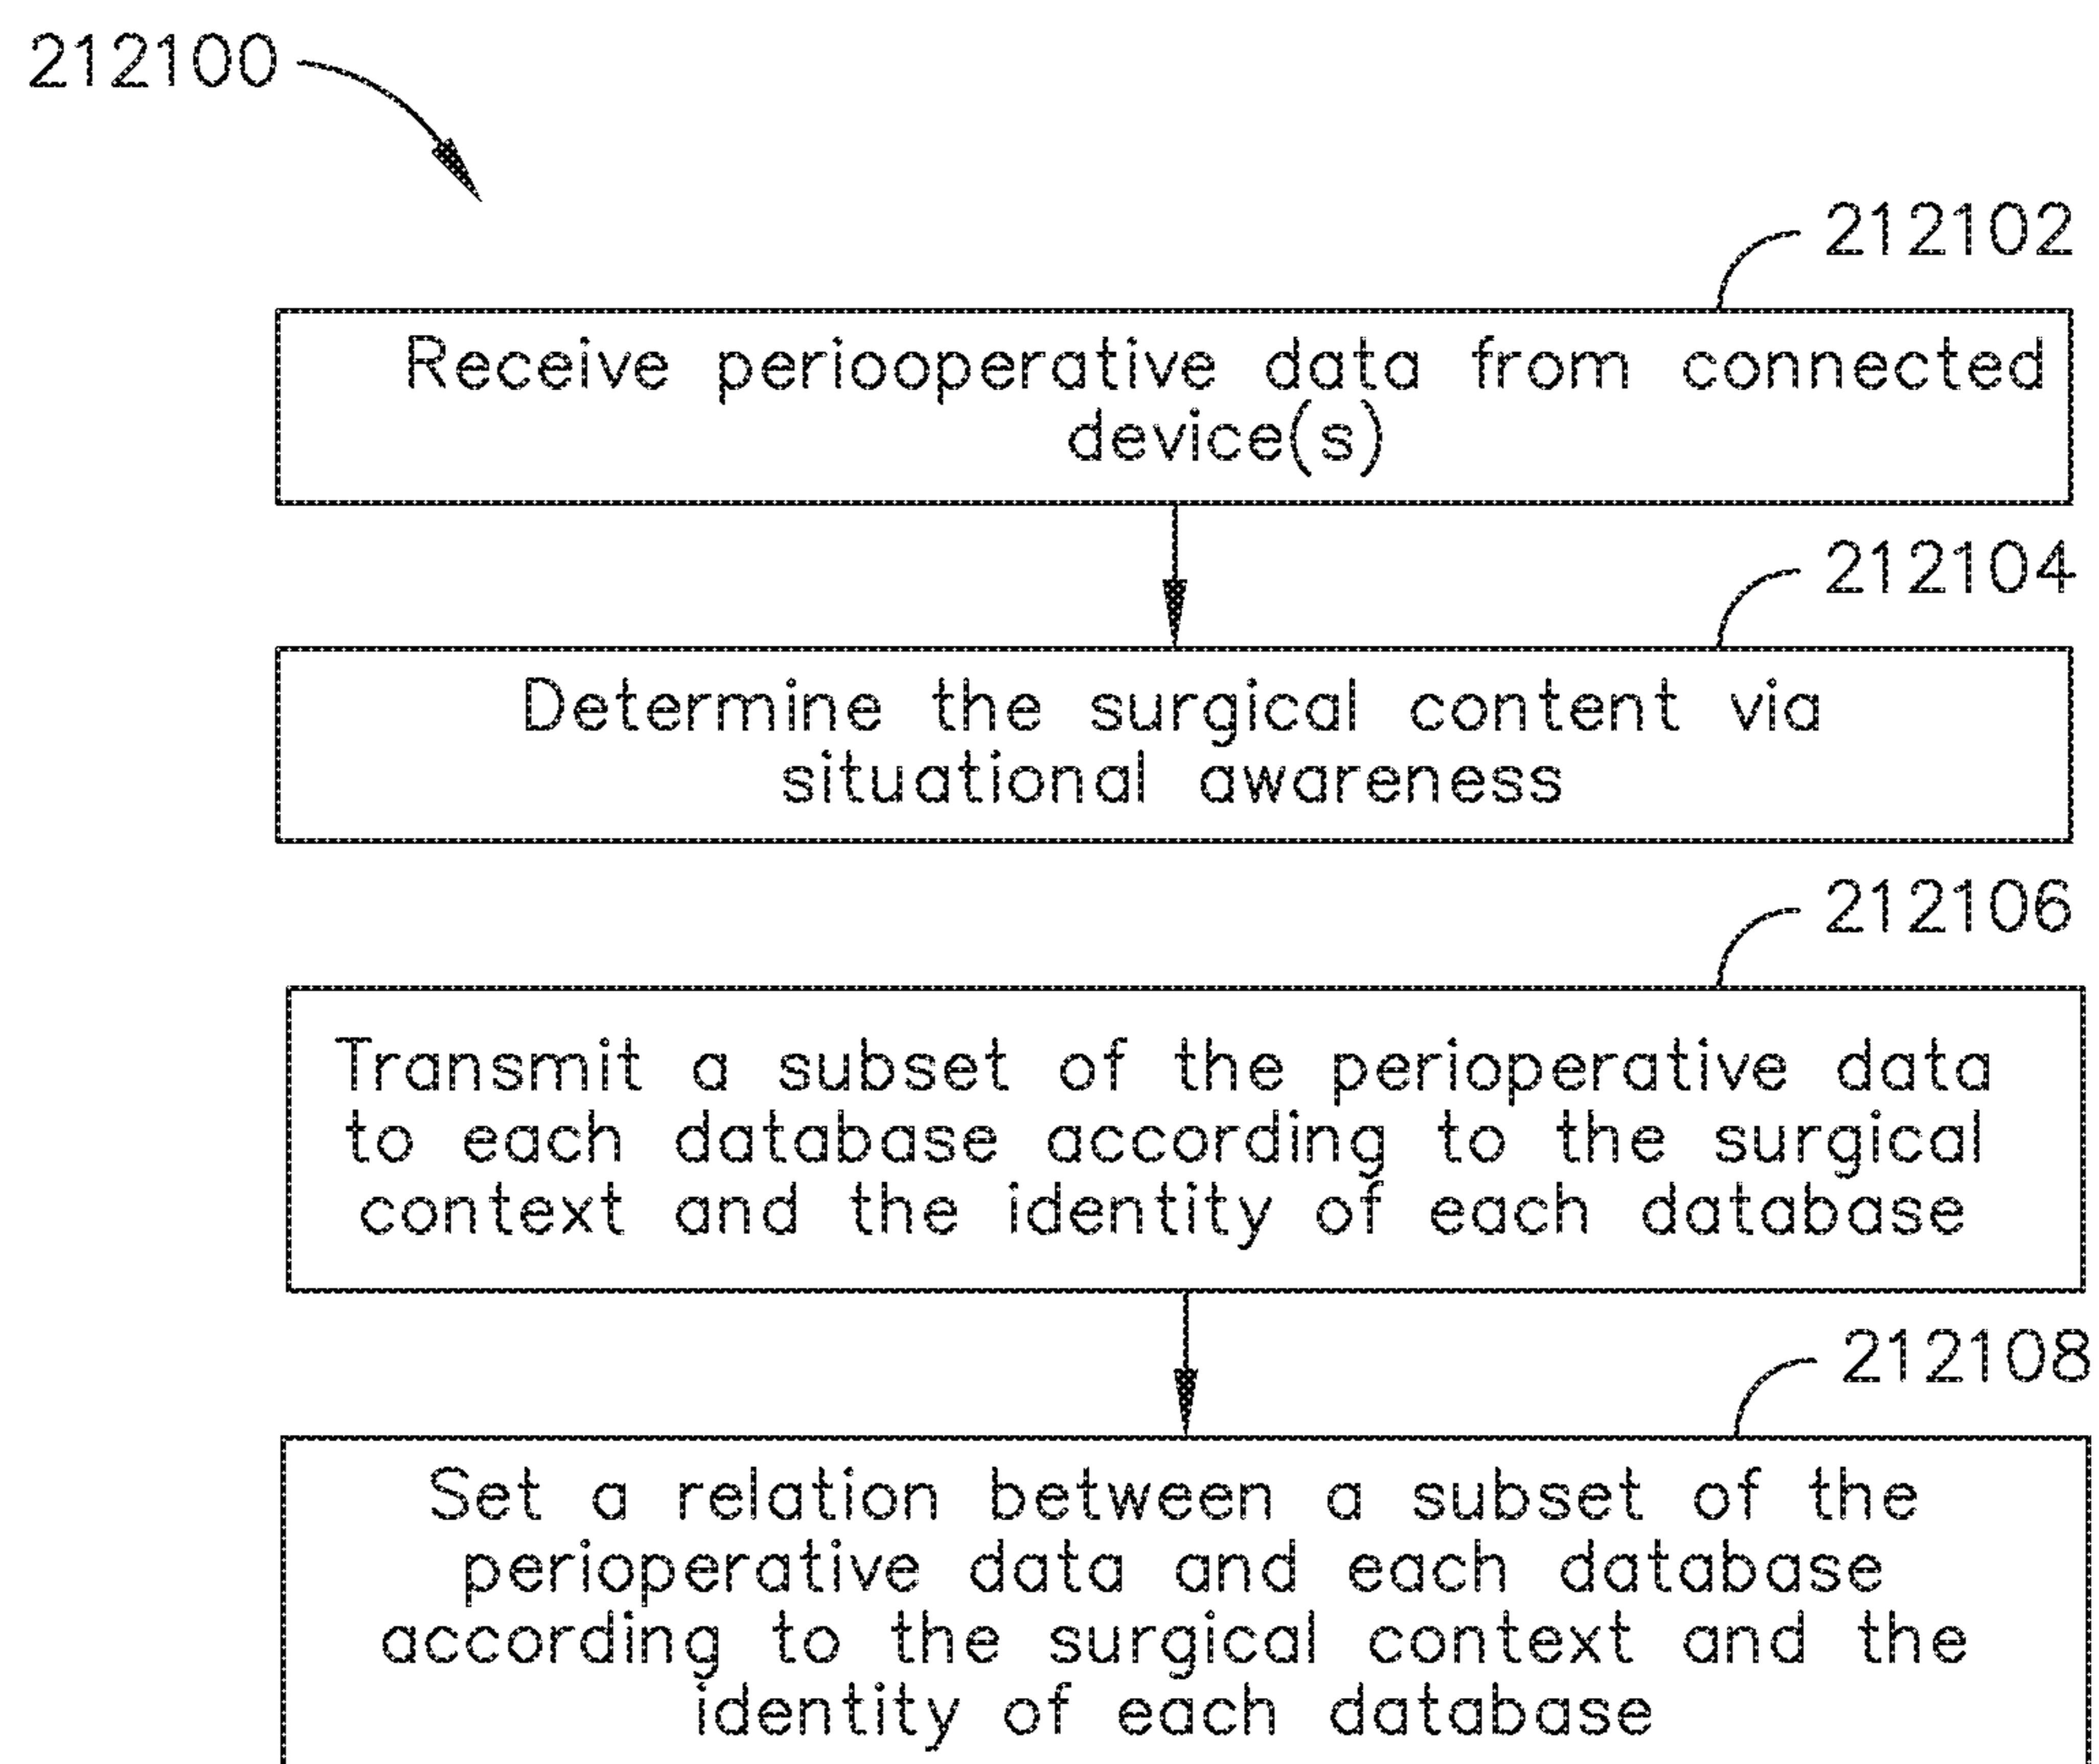 212100
212102
Receive periooperative data from connected
device(s)
212104
Determine the surgical content via
situational awareness
212106
Transmit a subset of the perioperative data
to each database according to the surgical
context and the identity of each database
212108
Set a relation between a subset of the
perioperative data and each database
according to the surgical context and the
identity of each database